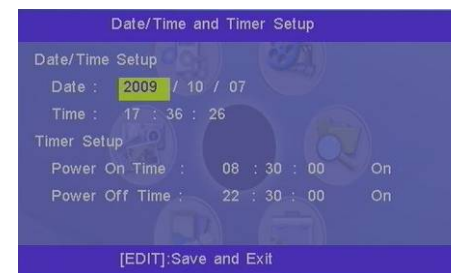 Date/Time and Timer Setup
Date/Time Setup
Date : 2009 / 10 / 07
Time : 17 : 36 : 26
Timer Setup
Power On Time : 08 : 30 : 00 On
Power Off Time : 22 : 30 : 00 On
[EDIT]:Save and Exit